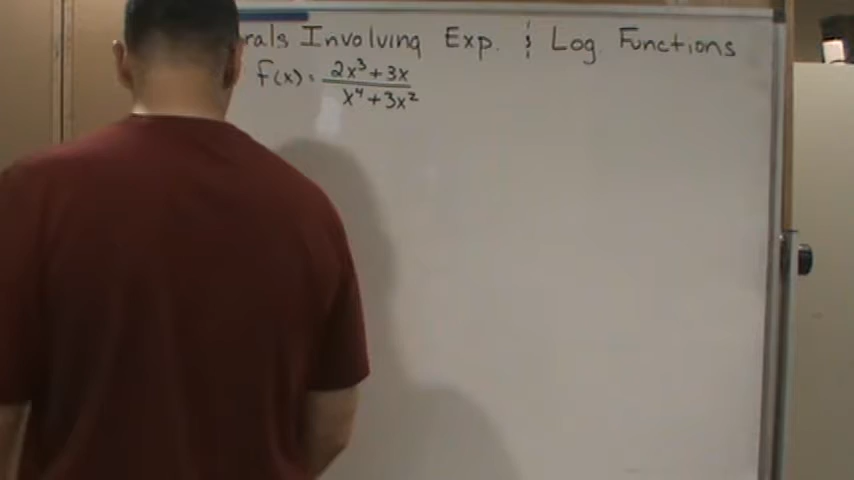 rals Involving Exp. & Log Functions
f(x) = 2x³+3x
x⁴+3x²